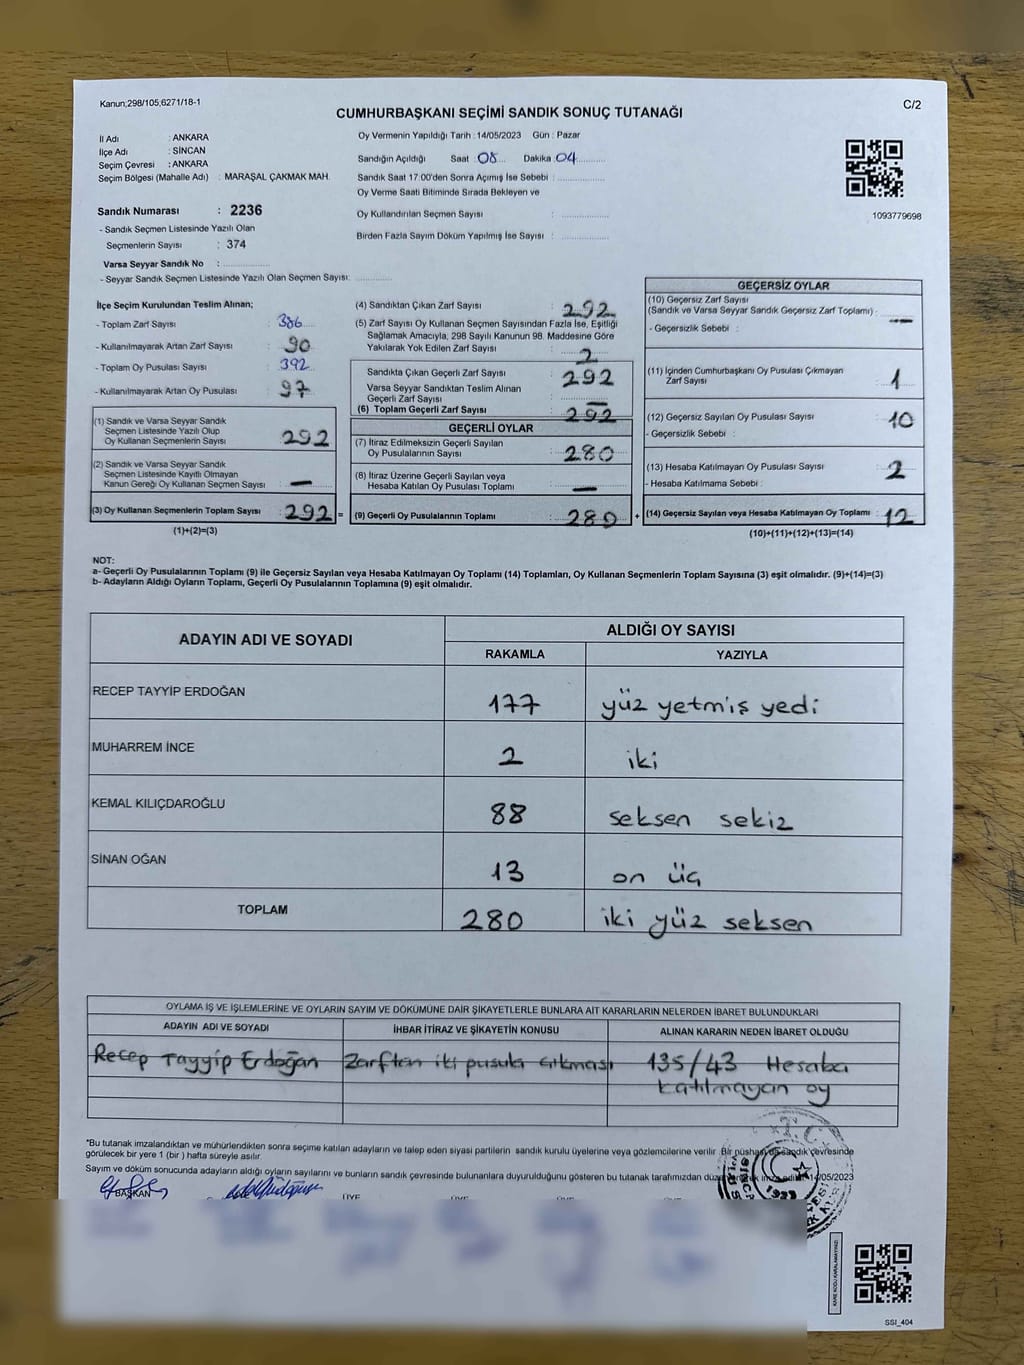 Kanun;298/105,6271/18-1
C/2
CUMHURBAŞKANI SEÇİMİ SANDIK SONUÇ TUTANAĞI
İl Adı : ANKARA
İlçe Adı : SİNCAN
Seçim Çevresi : ANKARA
Seçim Bölgesi (Mahalle Adı) : MARAŞAL ÇAKMAK MAH.
Sandık Numarası : 2236
- Sandık Seçmen Listesinde Yazılı Olan
Seçmenlerin Sayısı : 374
Varsa Seyyar Sandık No :
- Seyyar Sandık Seçmen Listesinde Yazılı Olan Seçmen Sayısı:
Oy Vermenin Yapıldığı Tarih : 14/05/2023 Gün : Pazar
Sandığın Açıldığı Saat : 08 Dakika : 04
Sandık Saat 17:00'den Sonra Açımış İse Sebebi :
Oy Verme Saati Bitiminde Sırada Bekleyen ve
Oy Kullandırılan Seçmen Sayısı :
Birden Fazla Sayım Döküm Yapılmış İse Sayısı :
1093779698
İlçe Seçim Kurulundan Teslim Alınan;
- Toplam Zarf Sayısı : 386
- Kullanılmayarak Artan Zarf Sayısı : 90
- Toplam Oy Pusulası Sayısı : 392
- Kullanılmayarak Artan Oy Pusulası : 97
(1) Sandık ve Varsa Seyyar Sandık
Seçmen Listesinde Yazılı Olup
Oy Kullanan Seçmenlerin Sayısı : 292
(2) Sandık ve Varsa Seyyar Sandık
Seçmen Listesinde Kayıtlı Olmayan
Kanun Gereği Oy Kullanan Seçmen Sayısı : —
(3) Oy Kullanan Seçmenlerin Toplam Sayısı : 292 =
(1)+(2)=(3)
(4) Sandıktan Çıkan Zarf Sayısı : 292
(5) Zarf Sayısı Oy Kullanan Seçmen Sayısından Fazla İse, Eşitliği
Sağlamak Amacıyla, 298 Sayılı Kanunun 98. Maddesine Göre
Yakılarak Yok Edilen Zarf Sayısı : 2
Sandıkta Çıkan Geçerli Zarf Sayısı : 292
Varsa Seyyar Sandıktan Teslim Alınan
Geçerli Zarf Sayısı : —
(6) Toplam Geçerli Zarf Sayısı : 292
GEÇERLİ OYLAR
(7) İtiraz Edilmeksizin Geçerli Sayılan
Oy Pusulalarının Sayısı : 280
(8) İtiraz Üzerine Geçerli Sayılan veya
Hesaba Katılan Oy Pusulası Toplamı : —
(9) Geçerli Oy Pusulalarının Toplamı : 280 +
GEÇERSİZ OYLAR
(10) Geçersiz Zarf Sayısı
(Sandık ve Varsa Seyyar Sandık Geçersiz Zarf Toplamı) : —
- Geçersizlik Sebebi :
(11) İçinden Cumhurbaşkanı Oy Pusulası Çıkmayan
Zarf Sayısı : 1
(12) Geçersiz Sayılan Oy Pusulası Sayısı : 10
- Geçersizlik Sebebi :
(13) Hesaba Katılmayan Oy Pusulası Sayısı : 2
- Hesaba Katılmama Sebebi :
(14) Geçersiz Sayılan veya Hesaba Katılmayan Oy Toplamı : 12
(10)+(11)+(12)+(13)=(14)
NOT:
a- Geçerli Oy Pusulalarının Toplamı (9) ile Geçersiz Sayılan veya Hesaba Katılmayan Oy Toplamı (14) Toplamları, Oy Kullanan Seçmenlerin Toplam Sayısına (3) eşit olmalıdır. (9)+(14)=(3)
b- Adayların Aldığı Oyların Toplamı, Geçerli Oy Pusulalarının Toplamına (9) eşit olmalıdır.
ADAYIN ADI VE SOYADI ALDIĞI OY SAYISI
RAKAMLA YAZIYLA
RECEP TAYYİP ERDOĞAN 177 yüz yetmiş yedi
MUHARREM İNCE 2 iki
KEMAL KILIÇDAROĞLU 88 seksen sekiz
SİNAN OĞAN 13 on üç
TOPLAM 280 iki yüz seksen
OYLAMA İŞ VE İŞLEMLERİNE VE OYLARIN SAYIM VE DÖKÜMÜNE DAİR ŞİKAYETLERLE BUNLARA AİT KARARLARIN NELERDEN İBARET BULUNDUKLARI
ADAYIN ADI VE SOYADI İHBAR İTİRAZ VE ŞİKAYETİN KONUSU ALINAN KARARIN NEDEN İBARET OLDUĞU
Recep Tayyip Erdoğan Zarftan iki pusula çıkması 135/43 Hesaba
katılmayan oy
*Bu tutanak imzalandıktan ve mühürlendikten sonra seçime katılan adayların ve talep eden siyasi partilerin sandık kurulu üyelerine veya gözlemcilerine verilir. Bir nüshası da sandık çevresinde
görülecek bir yere 1 (bir) hafta süreyle asılır.
Sayım ve döküm sonucunda adayların aldığı oyların sayılarını ve bunların sandık çevresinde bulunanlara duyurulduğunu gösteren bu tutanak tarafımızdan 14/05/2023
BAŞKAN ÜYE ÜYE ÜYE
T.C.
1923
SSI_404